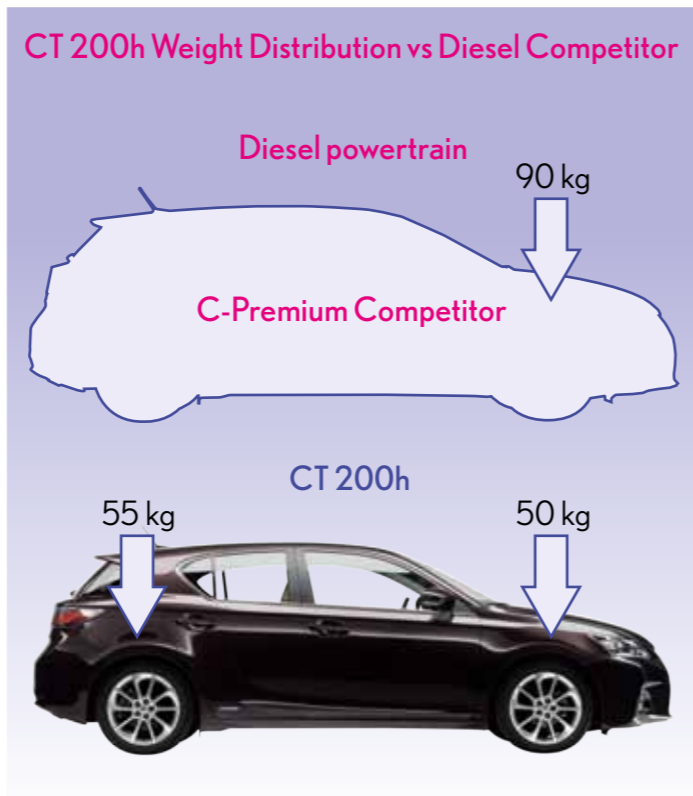 CT 200h Weight Distribution vs Diesel Competitor
Diesel powertrain
90 kg
C-Premium Competitor
CT 200h
55 kg
50 kg